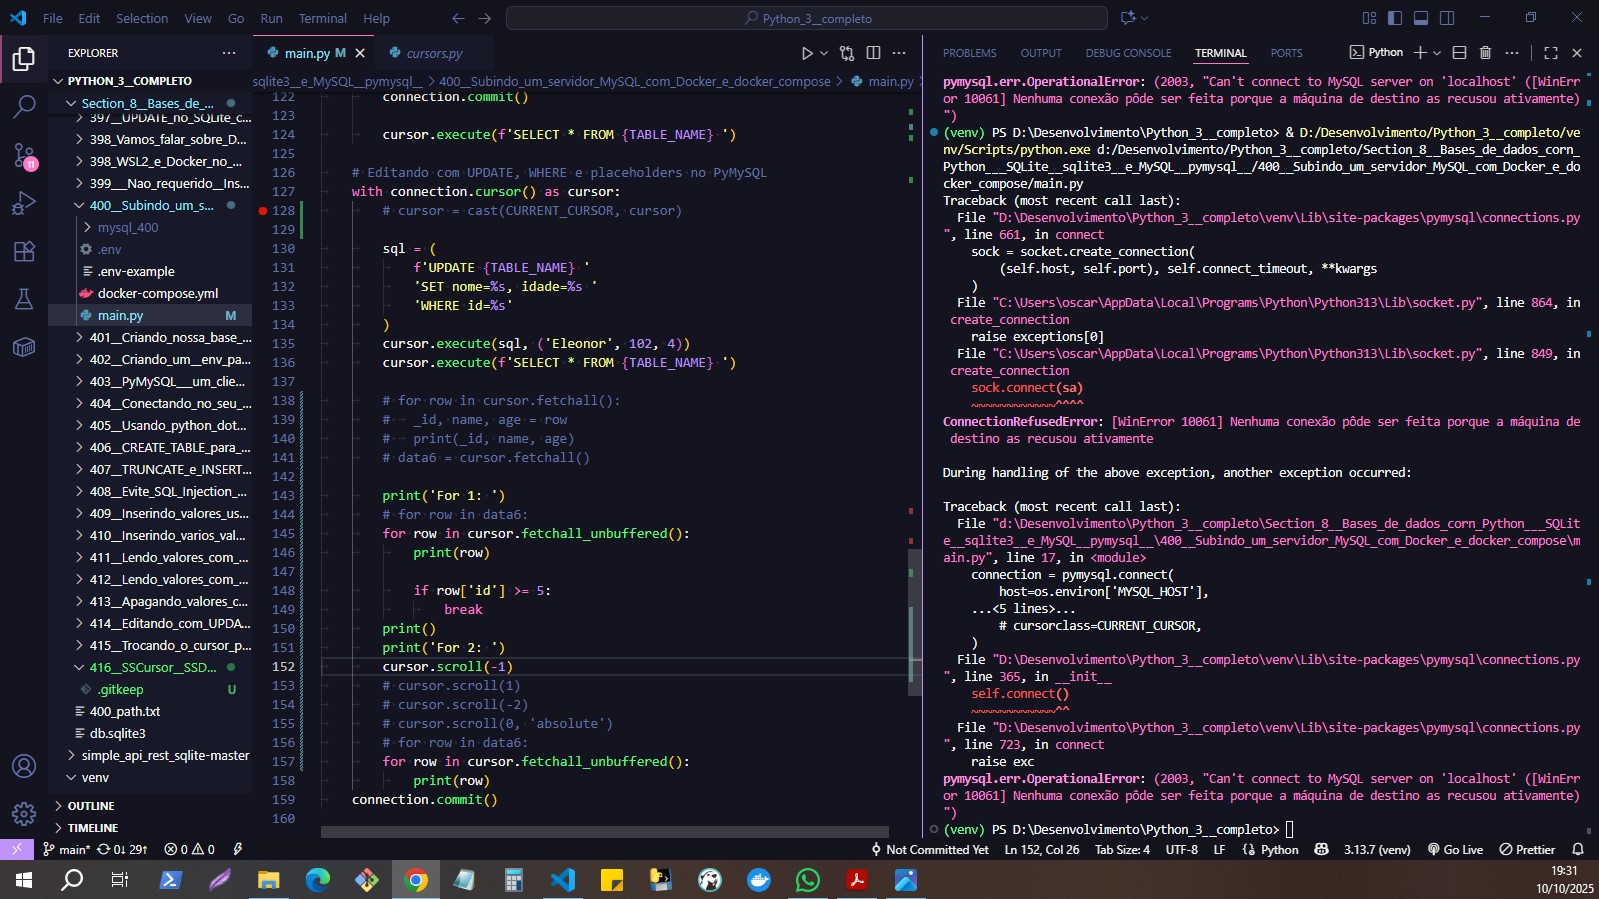 File Edit Selection View Go Run Terminal Help
Python_3__completo
EXPLORER
PYTHON_3__COMPLETO
Section_8__Bases_de_...
397__UPDATE_no_SQLite_c...
398_Vamos_falar_sobre_D...
398_WSL2_e_Docker_no_...
399___Nao_requerido__Ins...
400__Subindo_um_s...
mysql_400
.env
.env-example
docker-compose.yml
main.py M
401__Criando_nossa_base_...
402__Criando_um__env_pa...
403__PyMySQL___um_clie...
404__Conectando_no_seu_...
405__Usando_python_dot...
406__CREATE_TABLE_para_...
407__TRUNCATE_e_INSERT...
408__Evite_SQL_Injection_...
409__Inserindo_valores_us...
410__Inserindo_varios_val...
411__Lendo_valores_com_...
412__Lendo_valores_com_...
413__Apagando_valores_c...
414__Editando_com_UPDA...
415__Trocando_o_cursor_p...
416__SSCursor__SSD...
.gitkeep U
400_path.txt
db.sqlite3
simple_api_rest_sqlite-master
venv
OUTLINE
TIMELINE
main.py M
cursors.py
sqlite3__e_MySQL__pymysql__ > 400__Subindo_um_servidor_MySQL_com_Docker_e_docker_compose > main.py
122 connection.commit()
123
124 cursor.execute(f'SELECT * FROM {TABLE_NAME} ')
125
126 # Editando com UPDATE, WHERE e placeholders no PyMySQL
127 with connection.cursor() as cursor:
128 # cursor = cast(CURRENT_CURSOR, cursor)
129
130 sql = (
131 f'UPDATE {TABLE_NAME} '
132 'SET nome=%s, idade=%s '
133 'WHERE id=%s'
134 )
135 cursor.execute(sql, ('Eleonor', 102, 4))
136 cursor.execute(f'SELECT * FROM {TABLE_NAME} ')
137
138 # for row in cursor.fetchall():
139 # _id, name, age = row
140 # print(_id, name, age)
141 # data6 = cursor.fetchall()
142
143 print('For 1: ')
144 # for row in data6:
145 for row in cursor.fetchall_unbuffered():
146 print(row)
147
148 if row['id'] >= 5:
149 break
150 print()
151 print('For 2: ')
152 cursor.scroll(-1)
153 # cursor.scroll(1)
154 # cursor.scroll(-2)
155 # cursor.scroll(0, 'absolute')
156 # for row in data6:
157 for row in cursor.fetchall_unbuffered():
158 print(row)
159 connection.commit()
160
PROBLEMS OUTPUT DEBUG CONSOLE TERMINAL PORTS
Python
pymysql.err.OperationalError: (2003, "Can't connect to MySQL server on 'localhost' ([WinErr
or 10061] Nenhuma conexão pôde ser feita porque a máquina de destino as recusou ativamente)
")
(venv) PS D:\Desenvolvimento\Python_3__completo> & D:/Desenvolvimento/Python_3__completo/ve
nv/Scripts/python.exe d:/Desenvolvimento/Python_3__completo/Section_8__Bases_de_dados_corn_
Python___SQLite__sqlite3__e_MySQL__pymysql__/400__Subindo_um_servidor_MySQL_com_Docker_e_do
cker_compose/main.py
Traceback (most recent call last):
File "D:\Desenvolvimento\Python_3__completo\venv\Lib\site-packages\pymysql\connections.py
", line 661, in connect
sock = socket.create_connection(
(self.host, self.port), self.connect_timeout, **kwargs
)
File "C:\Users\oscar\AppData\Local\Programs\Python\Python313\Lib\socket.py", line 864, in
create_connection
raise exceptions[0]
File "C:\Users\oscar\AppData\Local\Programs\Python\Python313\Lib\socket.py", line 849, in
create_connection
sock.connect(sa)
~~~~~~~~~~~~^^^^
ConnectionRefusedError: [WinError 10061] Nenhuma conexão pôde ser feita porque a máquina de
destino as recusou ativamente
During handling of the above exception, another exception occurred:
Traceback (most recent call last):
File "d:\Desenvolvimento\Python_3__completo\Section_8__Bases_de_dados_corn_Python___SQLit
e__sqlite3__e_MySQL__pymysql__\400__Subindo_um_servidor_MySQL_com_Docker_e_docker_compose\m
ain.py", line 17, in <module>
connection = pymysql.connect(
host=os.environ['MYSQL_HOST'],
...<5 lines>...
# cursorclass=CURRENT_CURSOR,
)
File "D:\Desenvolvimento\Python_3__completo\venv\Lib\site-packages\pymysql\connections.py
", line 365, in __init__
self.connect()
~~~~~~~~~~~~^^
File "D:\Desenvolvimento\Python_3__completo\venv\Lib\site-packages\pymysql\connections.py
", line 723, in connect
raise exc
pymysql.err.OperationalError: (2003, "Can't connect to MySQL server on 'localhost' ([WinErr
or 10061] Nenhuma conexão pôde ser feita porque a máquina de destino as recusou ativamente)
")
(venv) PS D:\Desenvolvimento\Python_3__completo>
11
main* 0↓ 29↑ 0 0
Not Committed Yet Ln 152, Col 26 Tab Size: 4 UTF-8 LF Python 3.13.7 (venv) Go Live Prettier
19:31
10/10/2025